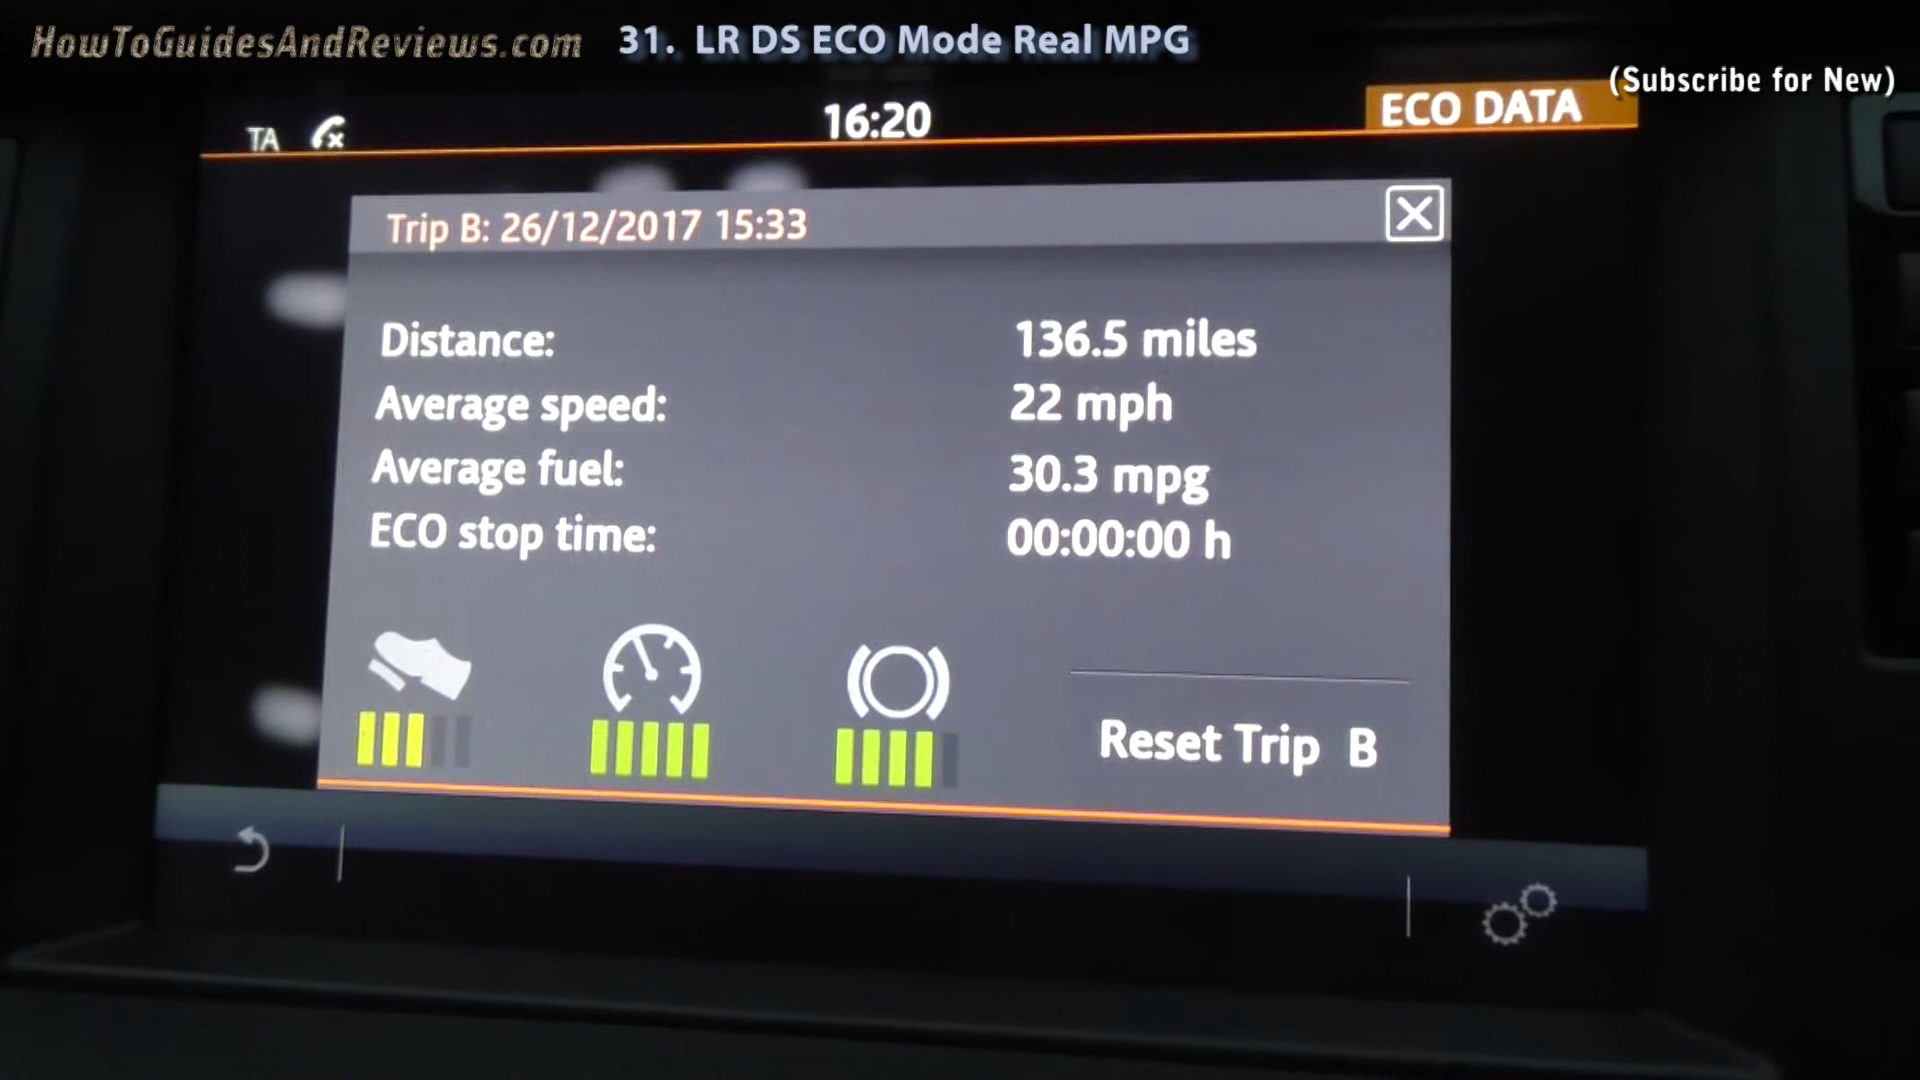 HowToGuidesAndReviews.com 31. LR DS ECO Mode Real MPG
(Subscribe for New)
TA 16:20 ECO DATA
Trip B: 26/12/2017 15:33
Distance: 136.5 miles
Average speed: 22 mph
Average fuel: 30.3 mpg
ECO stop time: 00:00:00 h
Reset Trip B